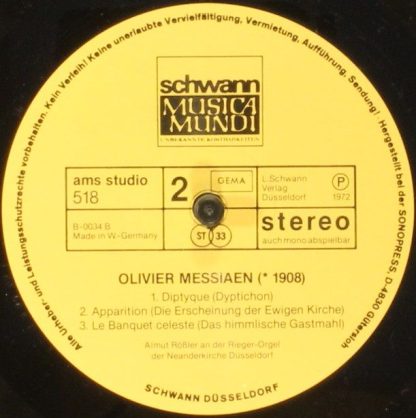 Alle Urheber- und Leistungsschutzrechte vorbehalten. Kein Verleih! Keine unerlaubte Vervielfältigung, Vermietung, Aufführung, Sendung! Hergestellt bei der SONOPRESS, D-4830 Gütersloh
schwann
MUSICA
MUNDI
UNBEKANNTE KOSTBARKEITEN
ams studio
518
2
GEMA
L. Schwann
Verlag
Düsseldorf
P
1972
B-0034 B
Made in W.-Germany
ST 33
stereo
auch mono abspielbar
OLIVIER MESSIAEN (* 1908)
1. Diptyque (Dyptichon)
2. Apparition (Die Erscheinung der Ewigen Kirche)
3. Le Banquet celeste (Das himmlische Gastmahl)
Almut Rößler an der Rieger-Orgel
der Neanderkirche Düsseldorf
SCHWANN DÜSSELDORF